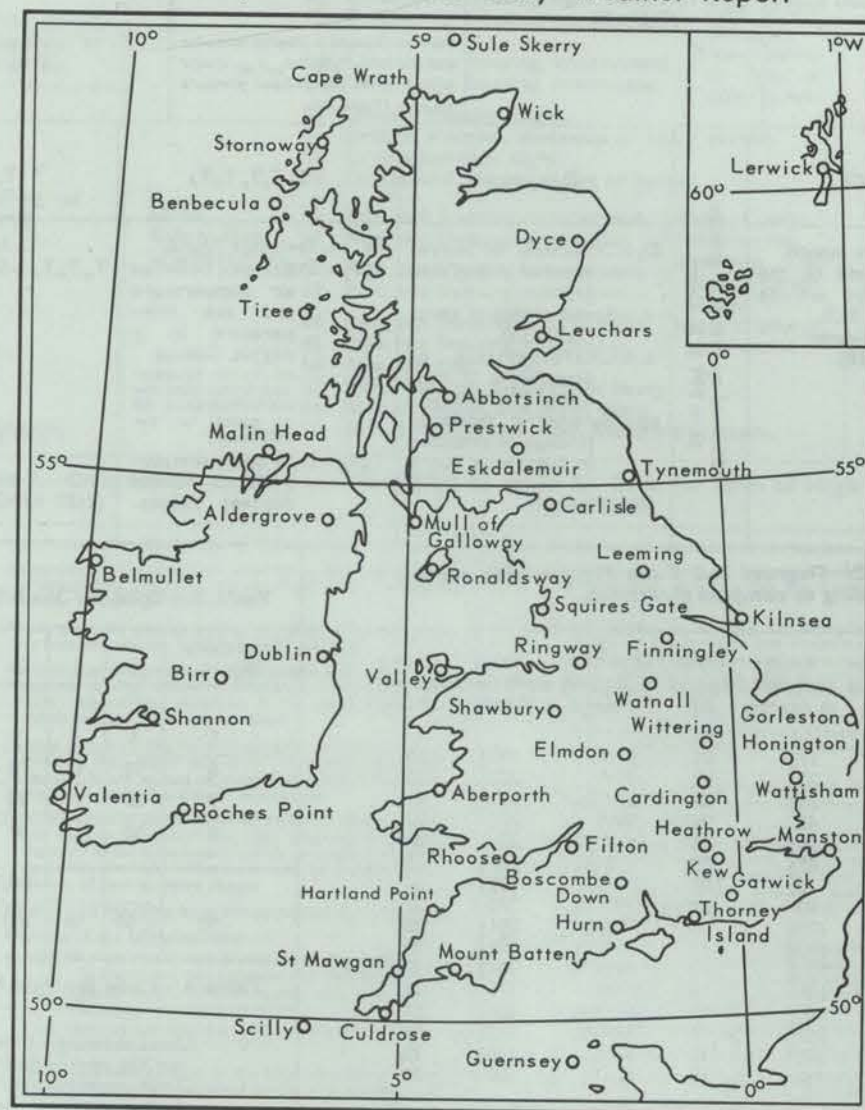 Report
10°
5°
Sule Skerry
1°W
Cape Wrath
Wick
Stornoway
Lerwick
60°
Benbecula
Dyce
Tiree
Leuchars
0°
Abbotsinch
Malin Head
Prestwick
Eskdalemuir
Tynemouth
55°
55°
Aldergrove
Mull of
Galloway
Carlisle
Belmullet
Leeming
Ronaldsway
Squires Gate
Kilnsea
Dublin
Ringway
Finningley
Birr
Valley
Watnall
Shannon
Shawbury
Wittering
Gorleston
Elmdon
Honington
Valentia
Aberporth
Cardington
Wattisham
Roches Point
Heathrow
Manston
Rhoose
Filton
Kew
Boscombe
Down
Gatwick
Hartland Point
Hurn
Thorney
Island
St Mawgan
Mount Batten
50°
50°
Scilly
Culdrose
Guernsey
10°
5°
0°